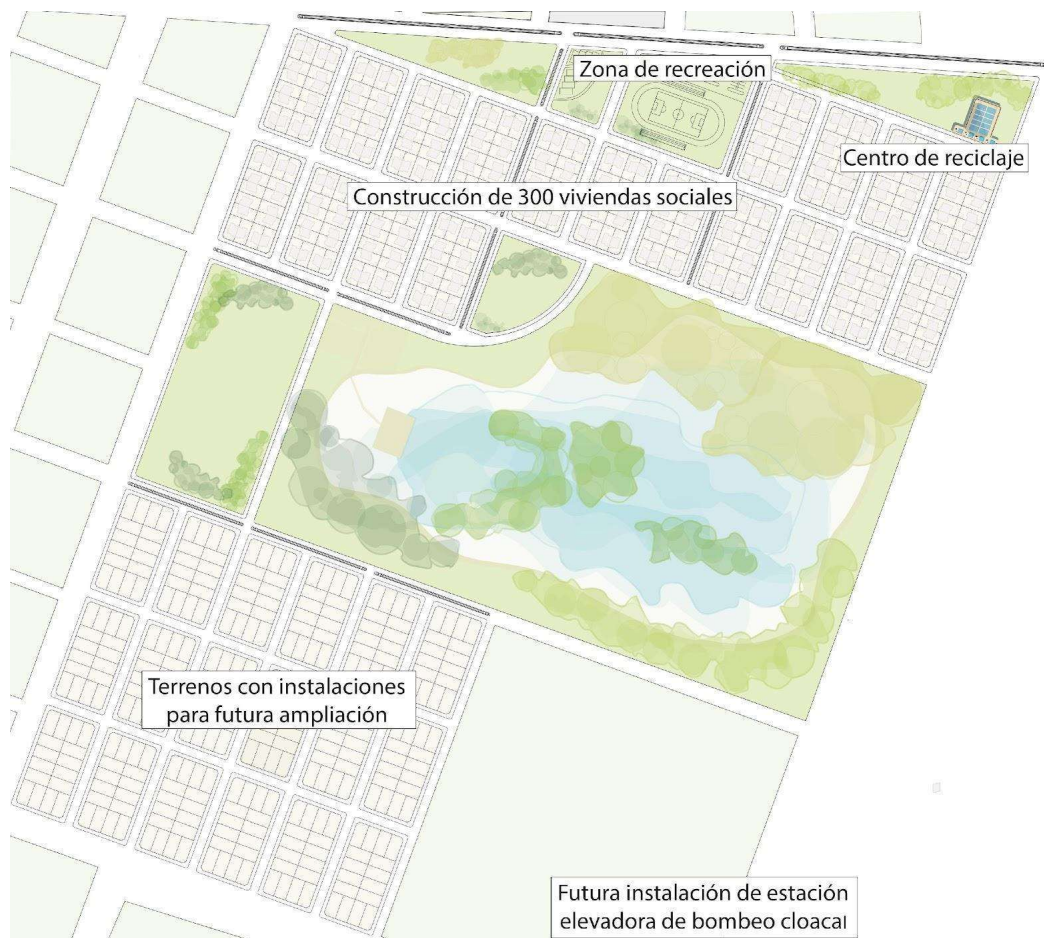 Zona de recreación
Centro de reciclaje
Construcción de 300 viviendas sociales
Terrenos con instalaciones
para futura ampliación
Futura instalación de estación
elevadora de bombeo cloacal